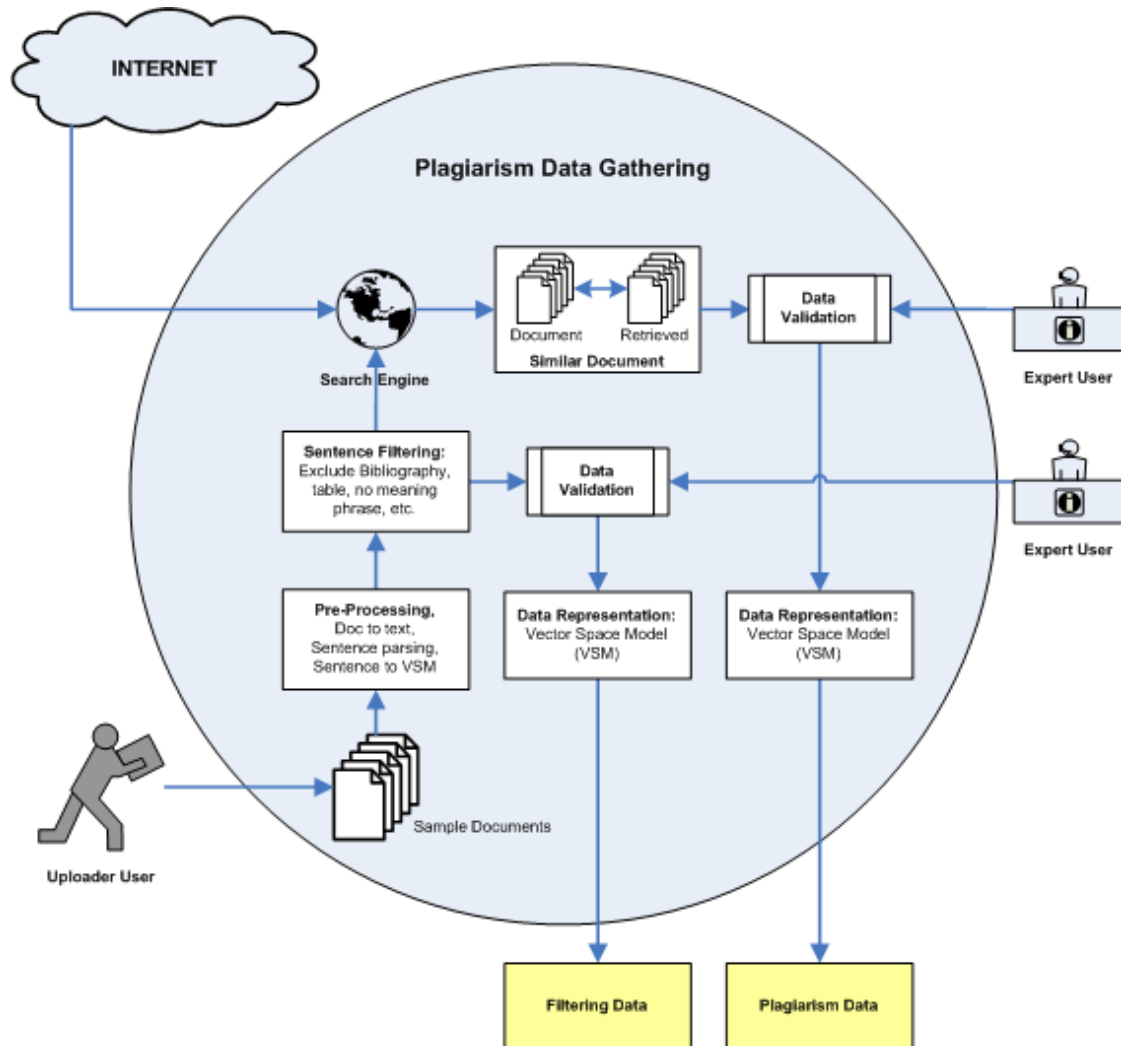 INTERNET
Plagiarism Data Gathering
Document
Retrieved
Similar Document
Data
Validation
Search Engine
Expert User
Sentence Filtering:
Exclude Bibliography,
table, no meaning
phrase, etc.
Data
Validation
Expert User
Pre-Processing,
Doc to text,
Sentence parsing,
Sentence to VSM
Data Representation:
Vector Space Model
(VSM)
Data Representation:
Vector Space Model
(VSM)
Sample Documents
Uploader User
Filtering Data
Plagiarism Data